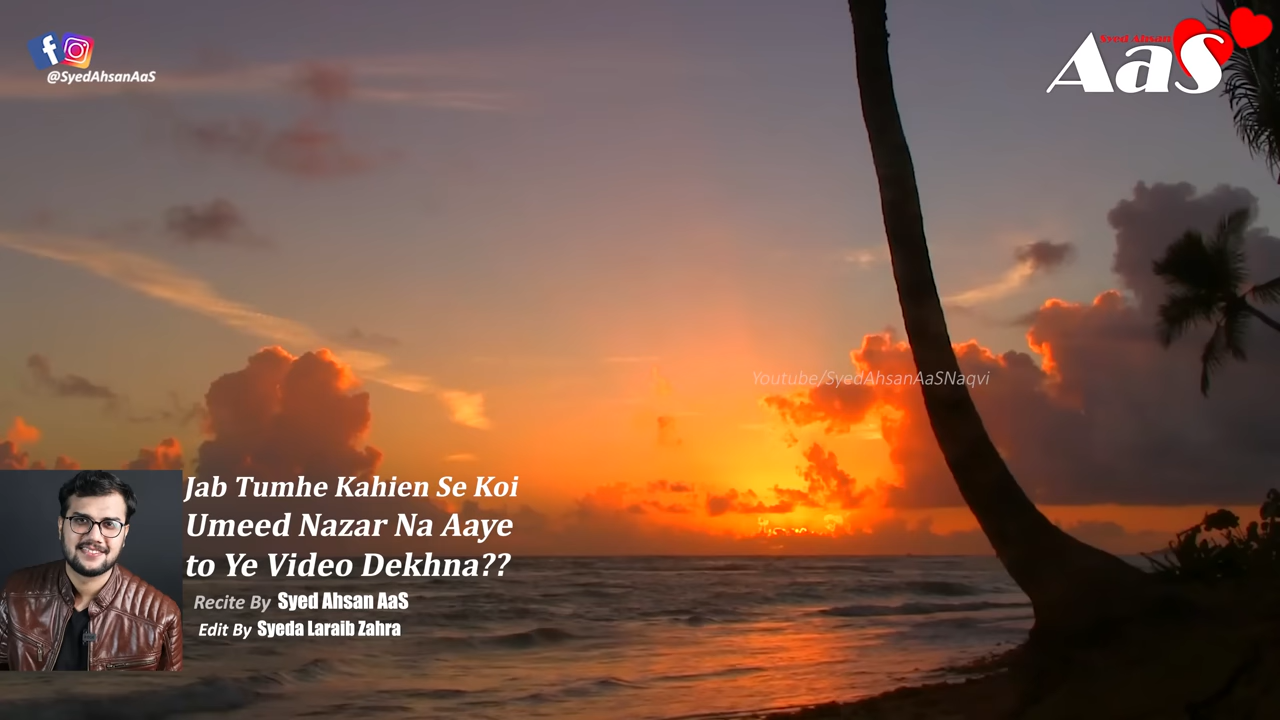 @SyedAhsanAaS
Syed Ahsan
AaS
Youtube/SyedAhsanAaSNaqvi
Jab Tumhe Kahien Se Koi
Umeed Nazar Na Aaye
to Ye Video Dekhna??
Recite By Syed Ahsan AaS
Edit By Syeda Laraib Zahra